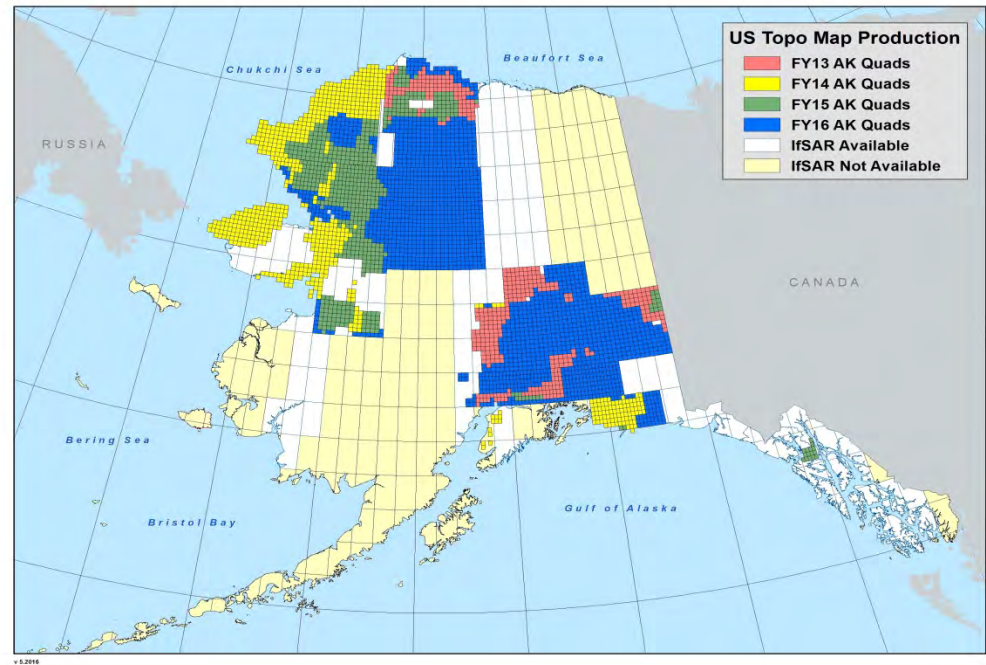 US Topo Map Production
FY13 AK Quads
FY14 AK Quads
FY15 AK Quads
FY16 AK Quads
IfSAR Available
IfSAR Not Available
Beaufort Sea
Chukchi Sea
RUSSIA
CANADA
Bering Sea
Gulf of Alaska
Bristol Bay
v 5.2016